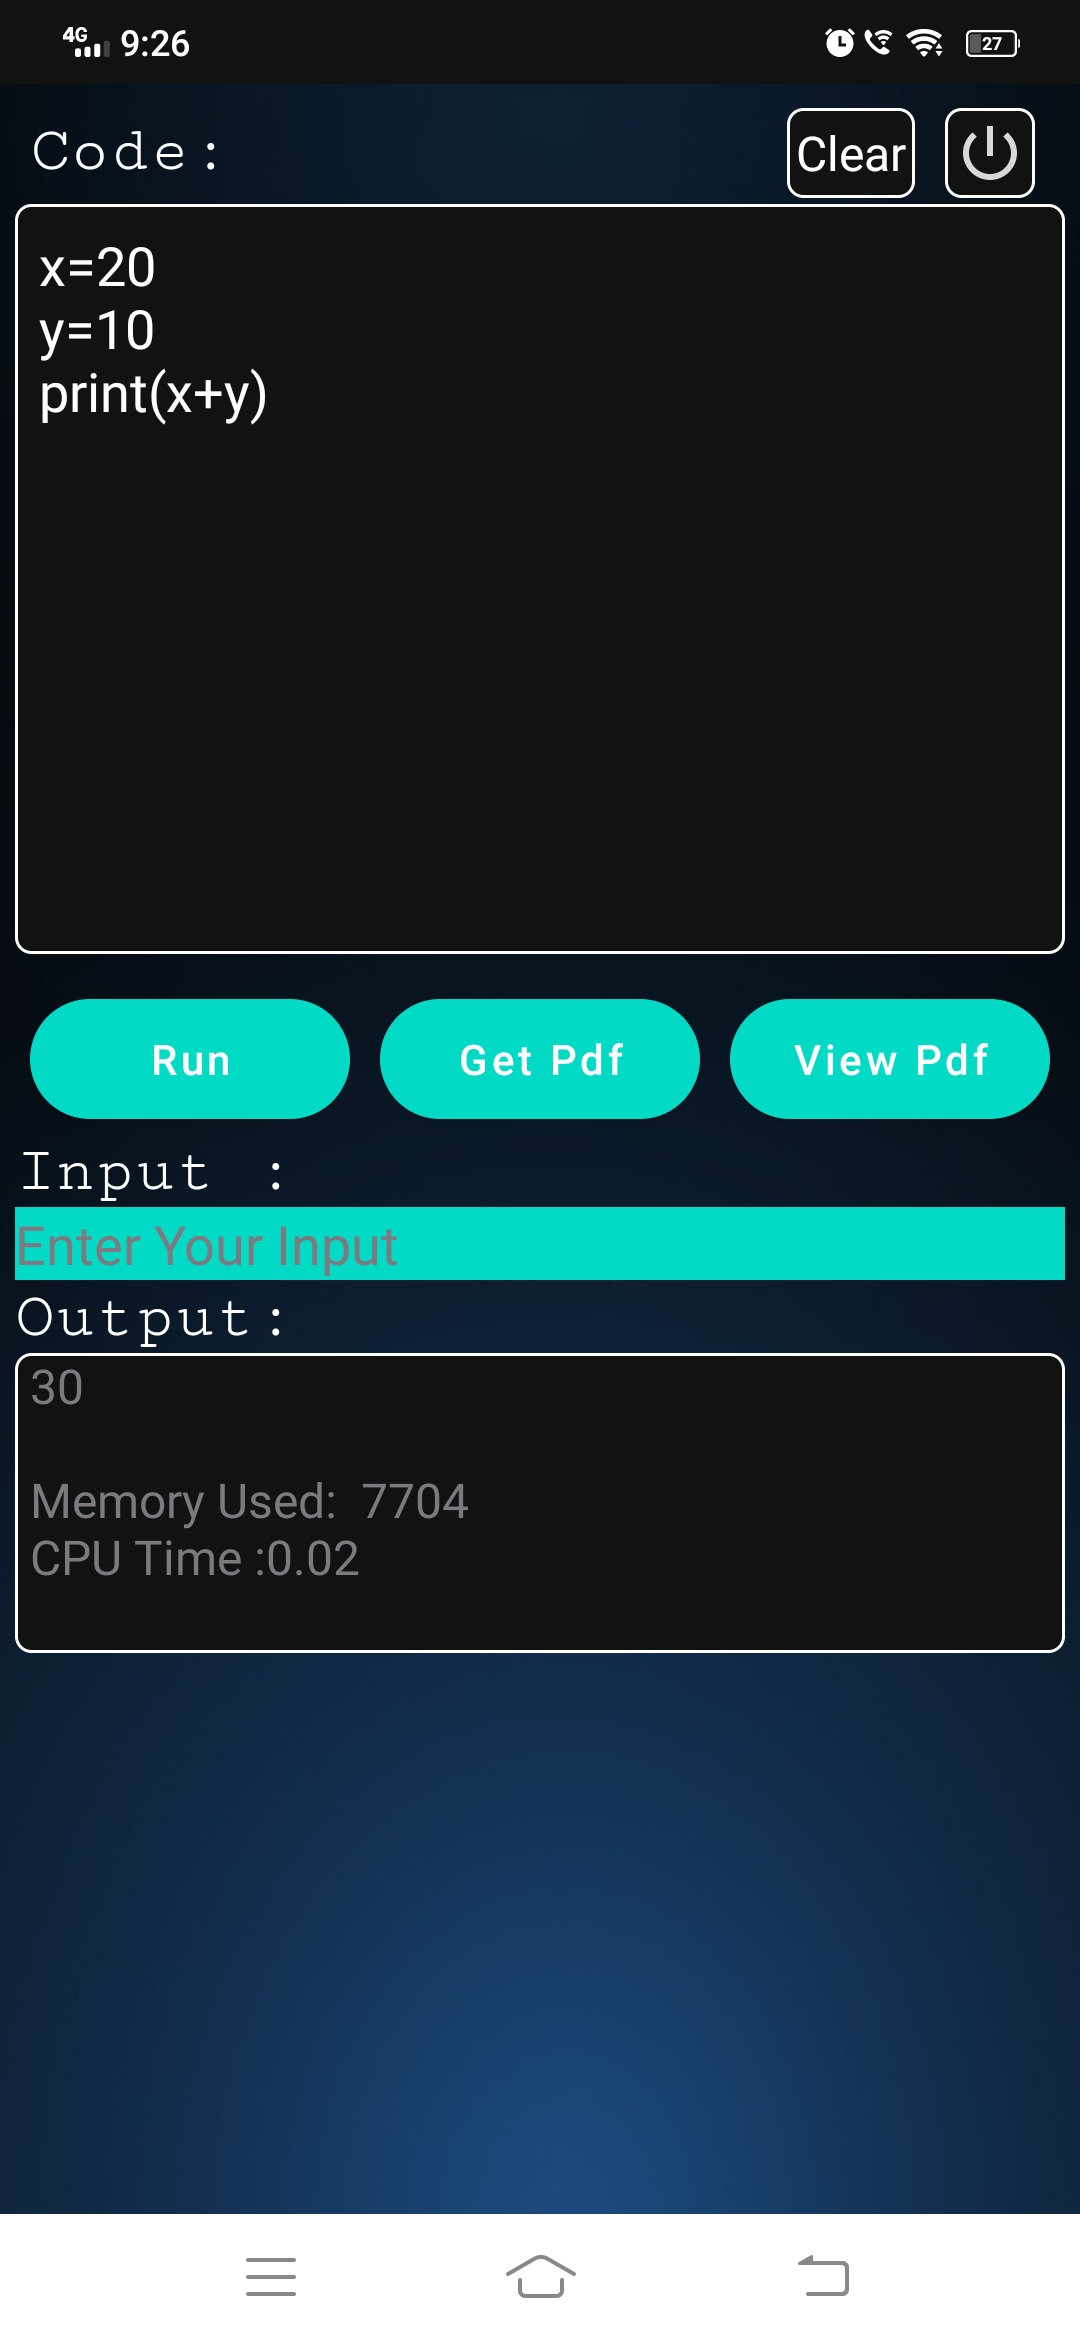 4G 9:26 27
Code:
Clear
x=20
y=10
print(x+y)
Run Get Pdf View Pdf
Input :
Enter Your Input
Output:
30
Memory Used:  7704
CPU Time :0.02